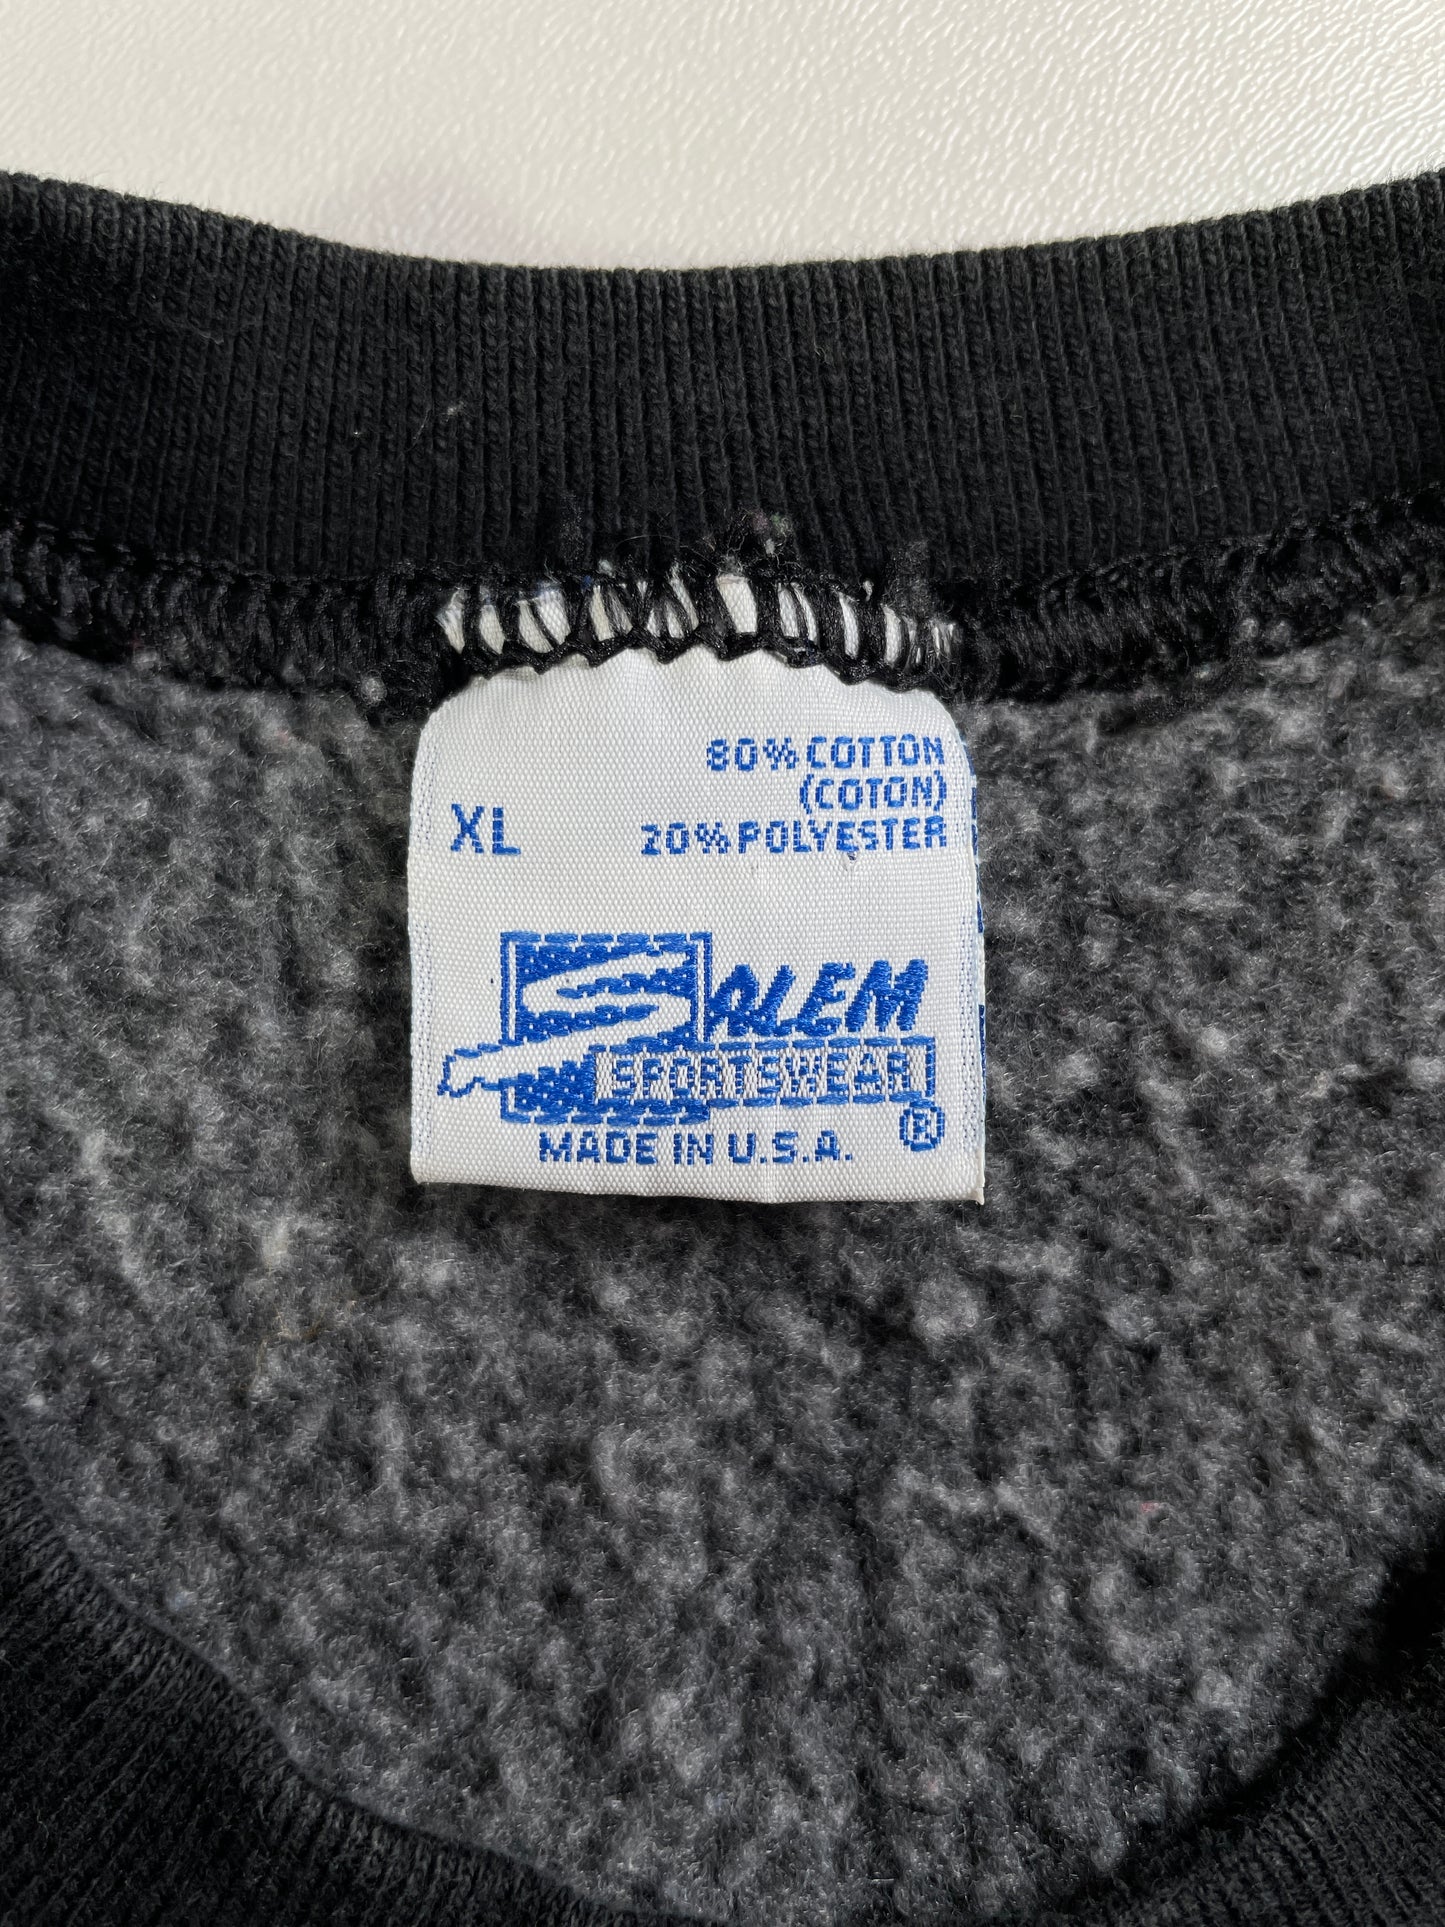 80% COTTON
(COTON)
XL 20% POLYESTER
SALEM
SPORTSWEAR
®
MADE IN U.S.A.